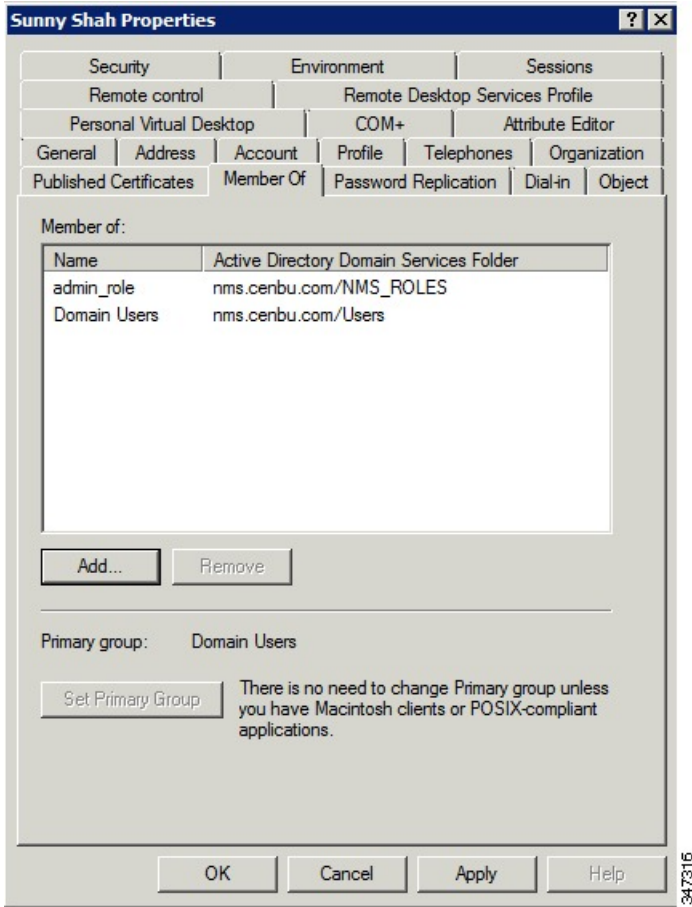 Sunny Shah Properties
Security Environment Sessions
Remote control Remote Desktop Services Profile
Personal Virtual Desktop COM+ Attribute Editor
General Address Account Profile Telephones Organization
Published Certificates Member Of Password Replication Dial-in Object
Member of:
Name Active Directory Domain Services Folder
admin_role nms.cenbu.com/NMS_ROLES
Domain Users nms.cenbu.com/Users
Add... Remove
Primary group: Domain Users
Set Primary Group There is no need to change Primary group unless
you have Macintosh clients or POSIX-compliant
applications.
OK Cancel Apply Help
347316